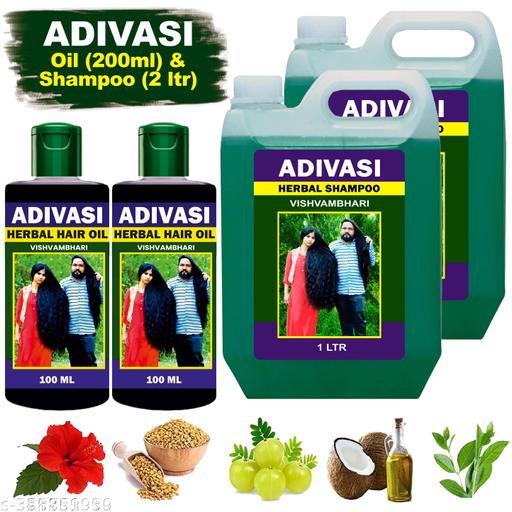 ADIVASI
Oil (200ml) &
Shampoo (2 ltr)
ADIVASI
HERBAL HAIR OIL
VISHVAMBHARI
100 ML
ADIVASI
HERBAL HAIR OIL
VISHVAMBHARI
100 ML
ADIVASI
HERBAL SHAMPOO
VISHVAMBHARI
1 LTR